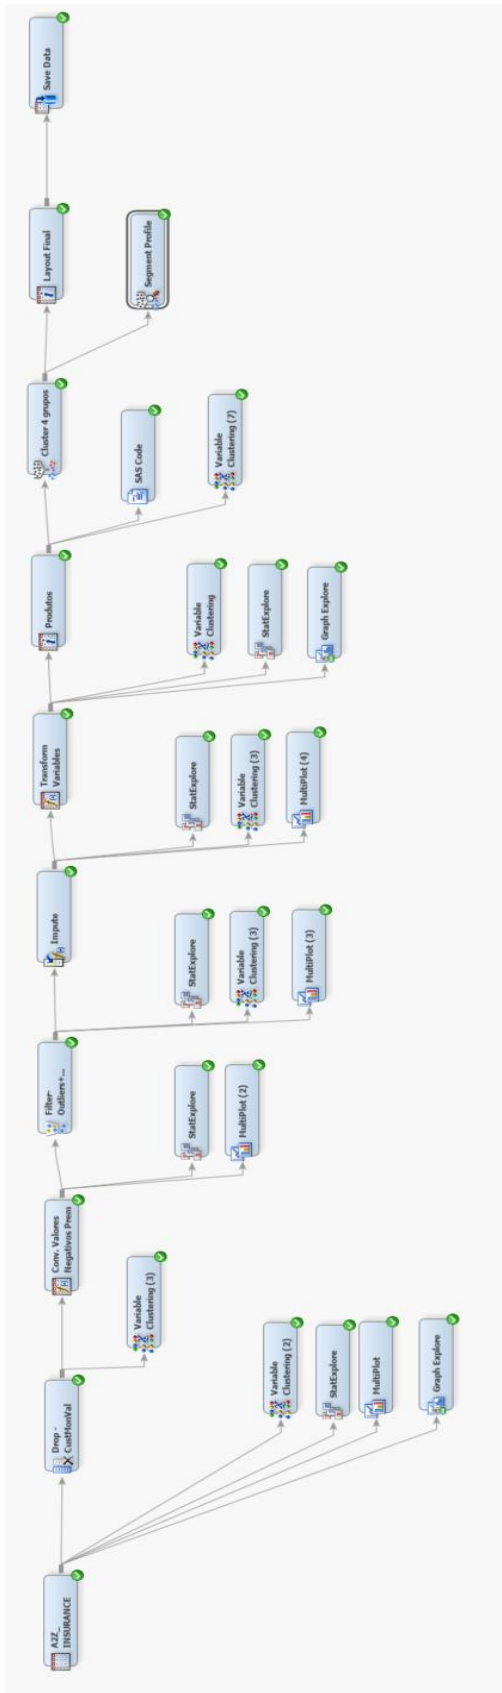 A2Z_
INSURANCE
Drop -
CustMonVal
Conv. Valores
Negativos Prem
Filter-
Outliers+...
Impute
Transform
Variables
Produtos
Cluster 4 grupos
Layout Final
Save Data
Variable
Clustering (2)
StatExplore
MultiPlot
Graph Explore
Variable
Clustering (3)
StatExplore
MultiPlot (2)
StatExplore
Variable
Clustering (3)
MultiPlot (3)
StatExplore
Variable
Clustering (3)
MultiPlot (4)
Variable
Clustering
StatExplore
Graph Explore
SAS Code
Variable
Clustering (7)
Segment Profile